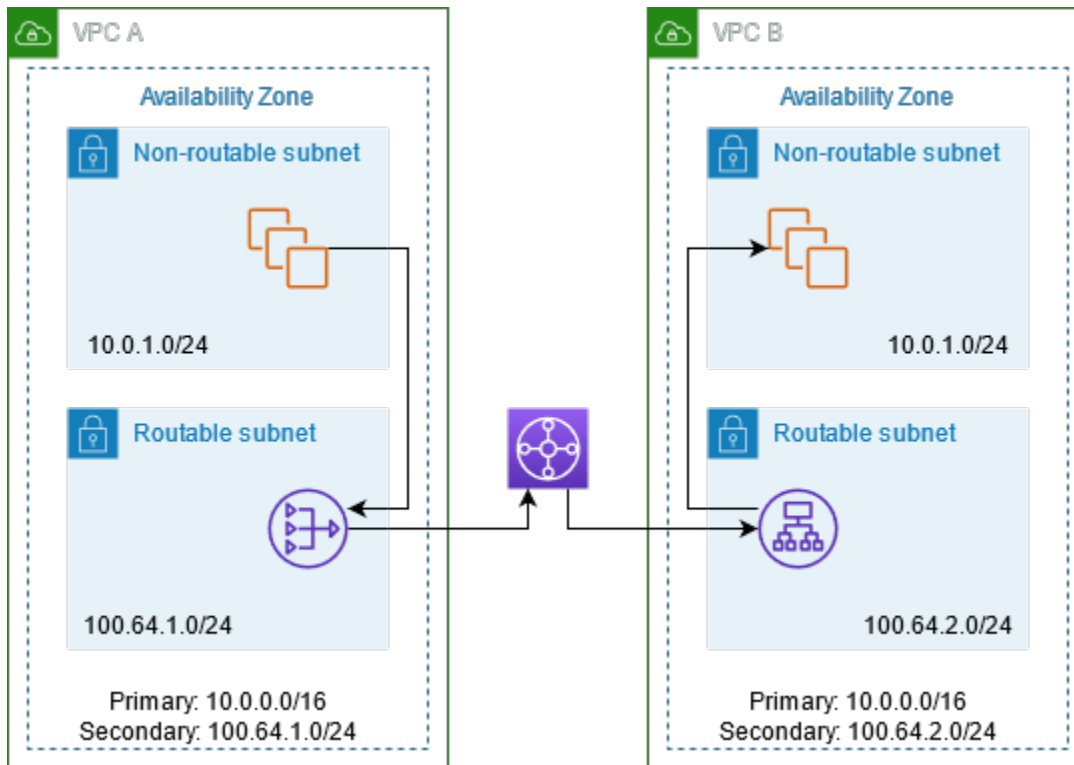 VPC A
Availability Zone
Non-routable subnet
10.0.1.0/24
Routable subnet
100.64.1.0/24
Primary: 10.0.0.0/16
Secondary: 100.64.1.0/24
VPC B
Availability Zone
Non-routable subnet
10.0.1.0/24
Routable subnet
100.64.2.0/24
Primary: 10.0.0.0/16
Secondary: 100.64.2.0/24